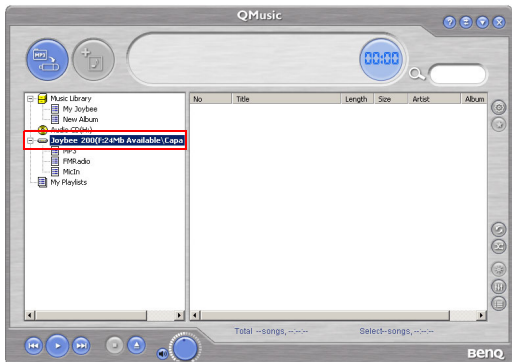 QMusic
MP3
00:00
Music Library
My Joybee
New Album
Audio CD(H:)
Joybee 200(F:24Mb Available\Capa
MP3
FMRadio
MicIn
My Playlists
No Title Length Size Artist Album
Total --songs, --:--:-- Select--songs, --:--:--
BenQ